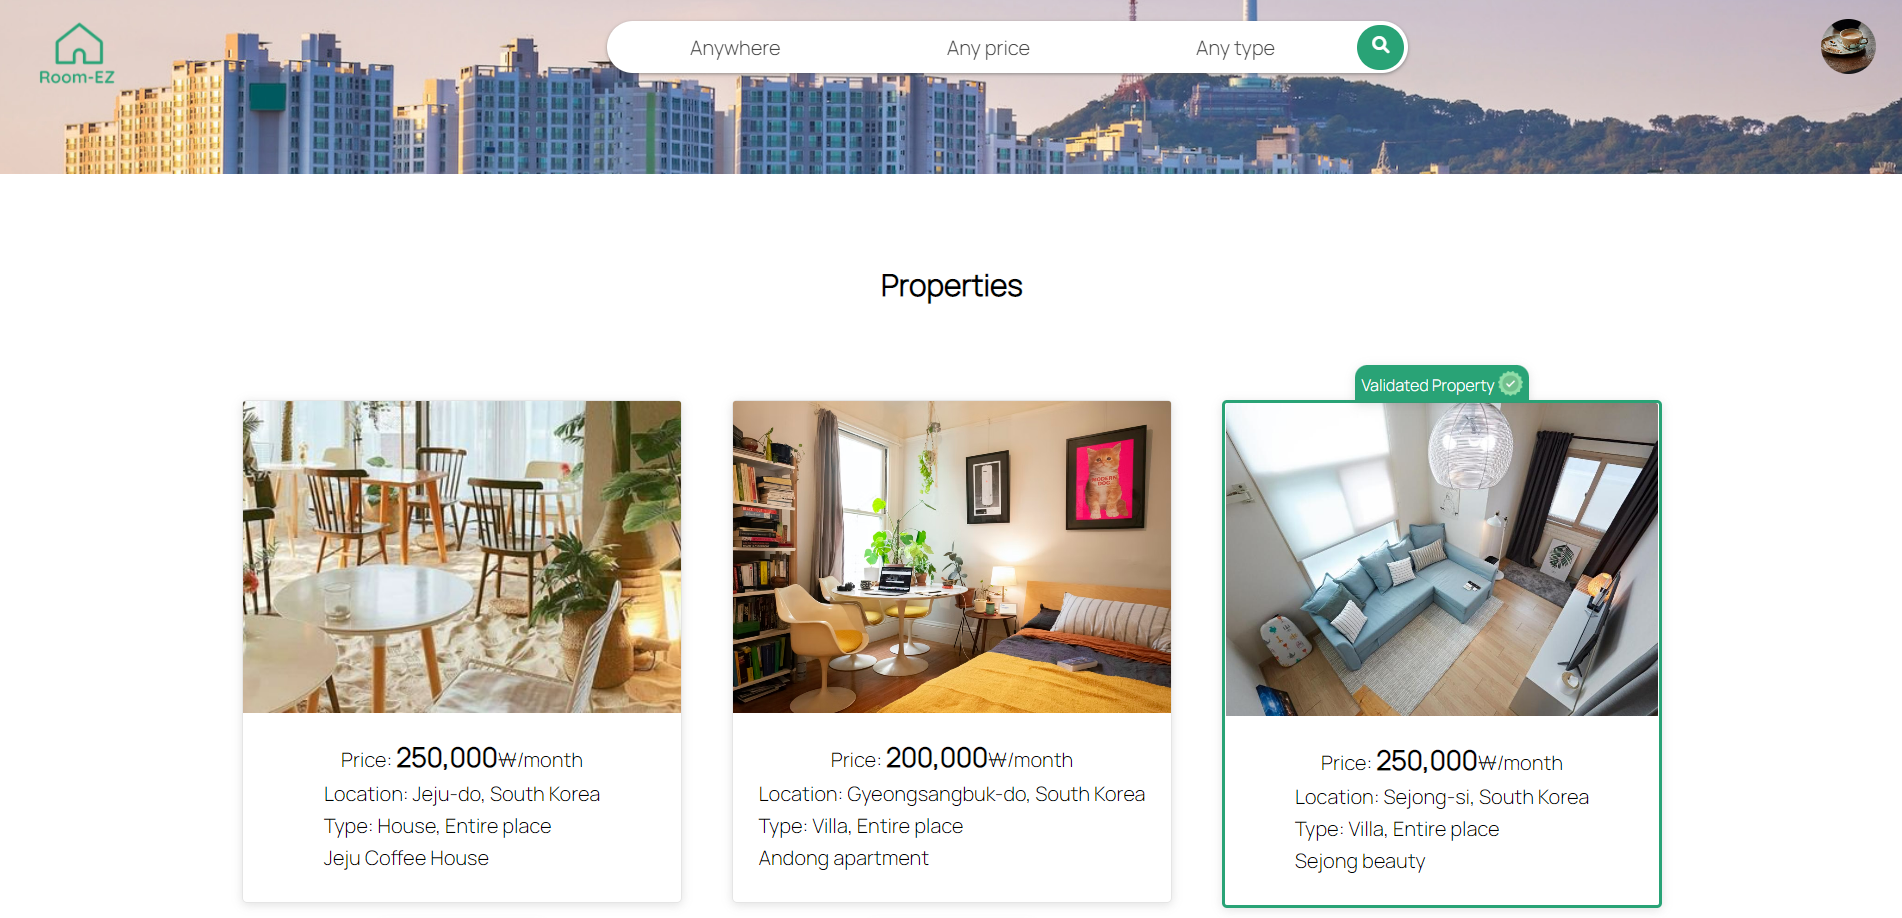 Room-EZ
Anywhere
Any price
Any type
Properties
Price: 250,000₩/month
Location: Jeju-do, South Korea
Type: House, Entire place
Jeju Coffee House
MODERN
DOG
Price: 200,000₩/month
Location: Gyeongsangbuk-do, South Korea
Type: Villa, Entire place
Andong apartment
Validated Property
Price: 250,000₩/month
Location: Sejong-si, South Korea
Type: Villa, Entire place
Sejong beauty